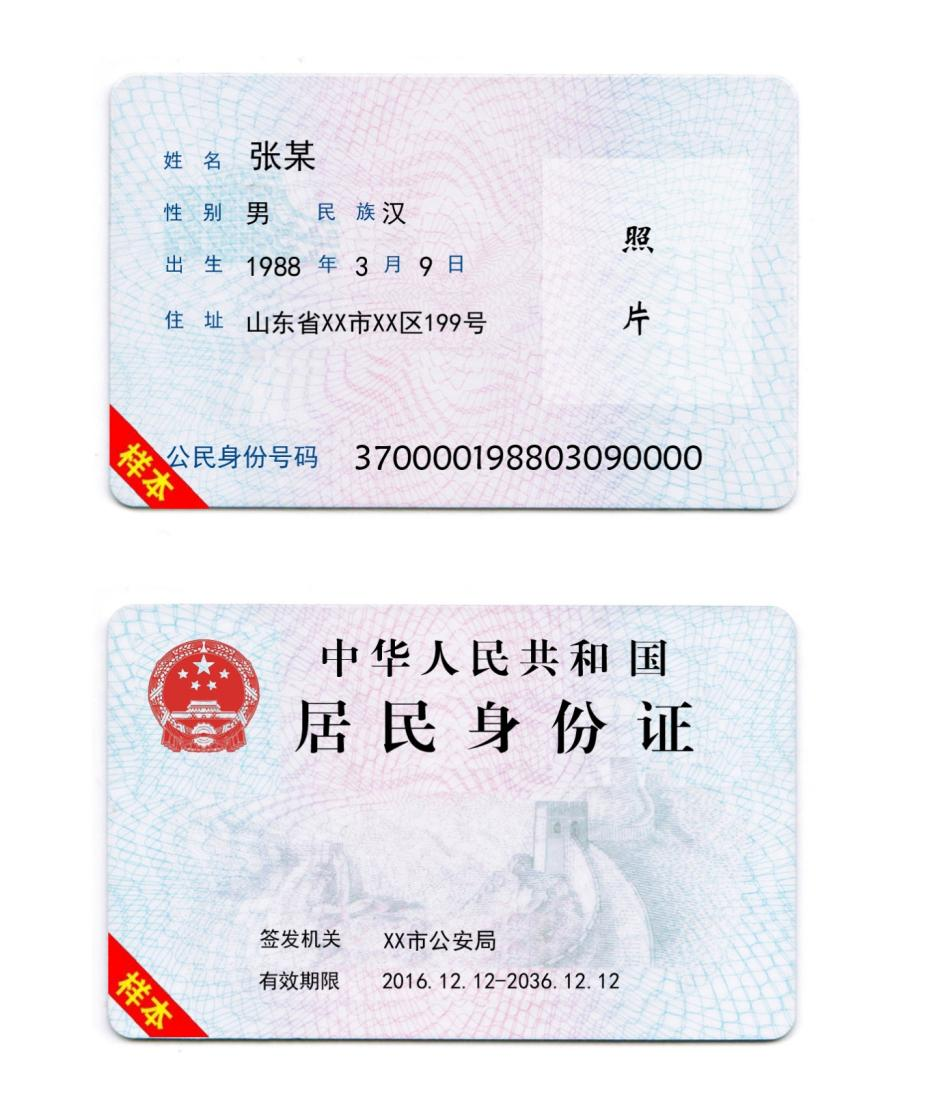 姓名 张某
性别 男 民族 汉
出生 1988 年 3 月 9 日
住址 山东省XX市XX区199号
照
片
公民身份号码 370000198803090000
样本
中华人民共和国
居民身份证
签发机关 XX市公安局
有效期限 2016.12.12-2036.12.12
样本